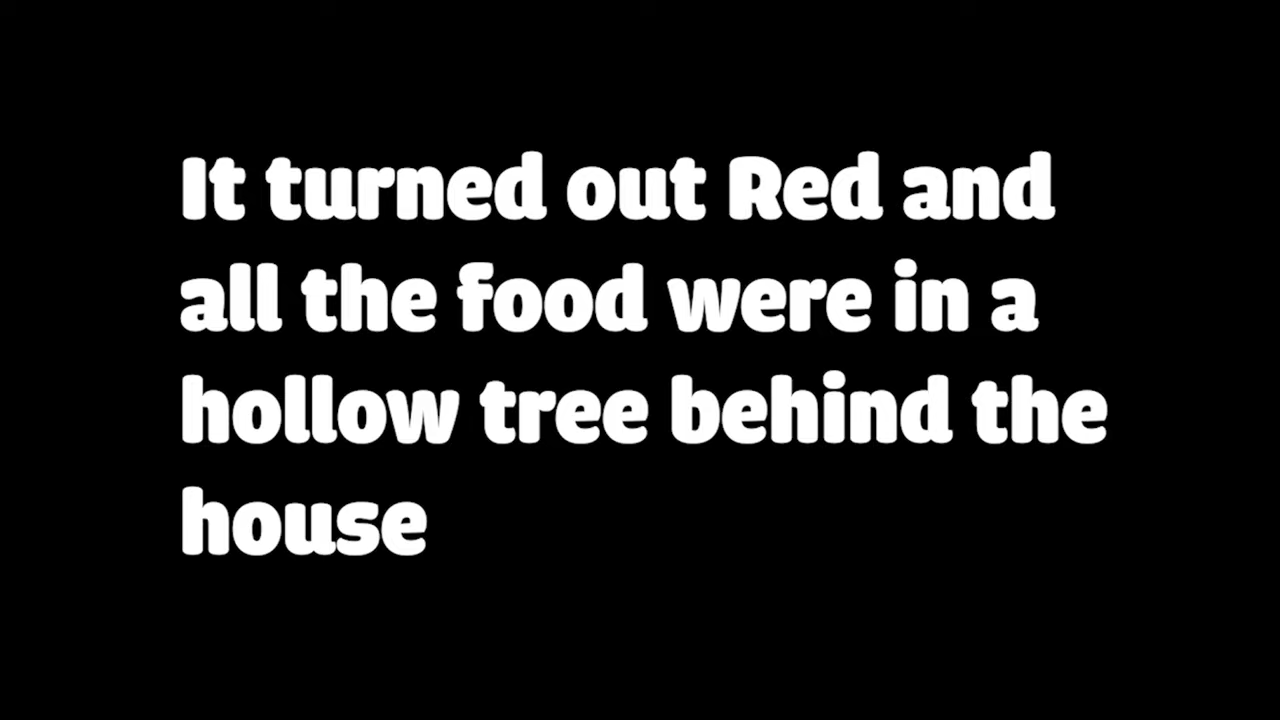 It turned out Red and
all the food were in a
hollow tree behind the
house